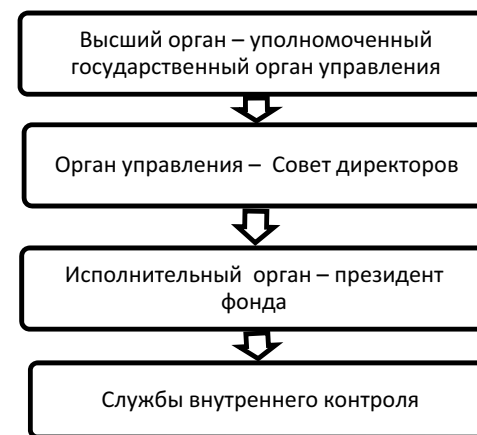 Высший орган – уполномоченный
государственный орган управления
Орган управления – Совет директоров
Исполнительный орган – президент
фонда
Службы внутреннего контроля